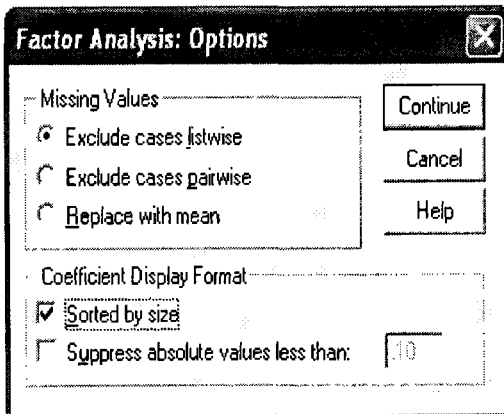 Factor Analysis: Options
Missing Values
Exclude cases listwise
Exclude cases pairwise
Replace with mean
Continue
Cancel
Help
Coefficient Display Format
Sorted by size
Suppress absolute values less than: .10